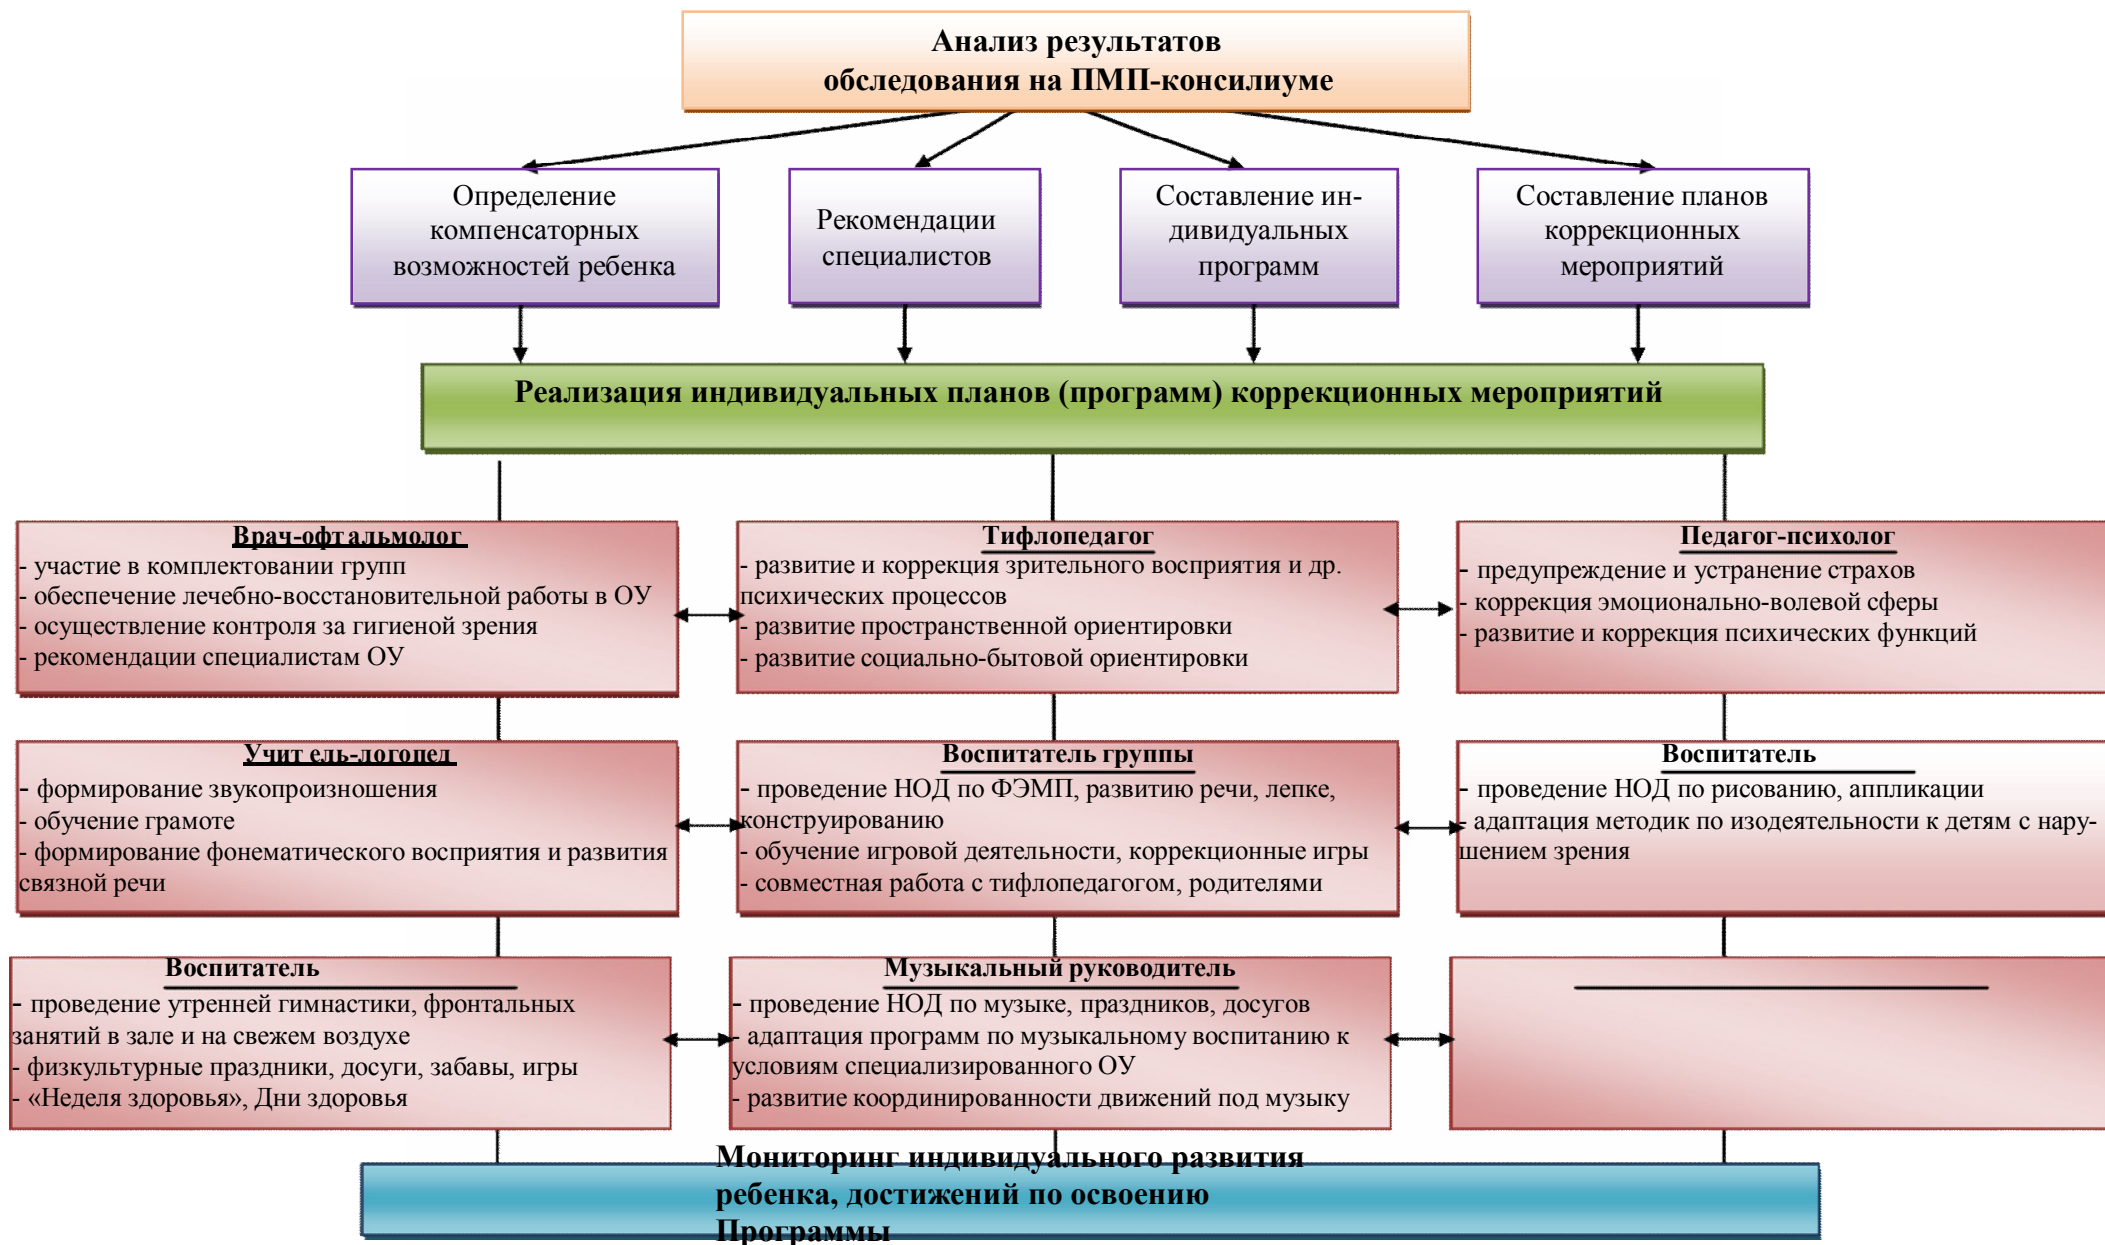 Анализ результатов
обследования на ПМП-консилиуме
Определение
компенсаторных
возможностей ребенка
Рекомендации
специалистов
Составление ин-
дивидуальных
программ
Составление планов
коррекционных
мероприятий
Реализация индивидуальных планов (программ) коррекционных мероприятий
Врач-офтальмолог
- участие в комплектовании групп
- обеспечение лечебно-восстановительной работы в ОУ
- осуществление контроля за гигиеной зрения
- рекомендации специалистам ОУ
Тифлопедагог
- развитие и коррекция зрительного восприятия и др.
психических процессов
- развитие пространственной ориентировки
- развитие социально-бытовой ориентировки
Педагог-психолог
- предупреждение и устранение страхов
- коррекция эмоционально-волевой сферы
- развитие и коррекция психических функций
Учитель-логопед
- формирование звукопроизношения
- обучение грамоте
- формирование фонематического восприятия и развития
связной речи
Воспитатель группы
- проведение НОД по ФЭМП, развитию речи, лепке,
конструированию
- обучение игровой деятельности, коррекционные игры
- совместная работа с тифлопедагогом, родителями
Воспитатель
- проведение НОД по рисованию, аппликации
- адаптация методик по изодеятельности к детям с нару-
шением зрения
Воспитатель
- проведение утренней гимнастики, фронтальных
занятий в зале и на свежем воздухе
- физкультурные праздники, досуги, забавы, игры
- «Неделя здоровья», Дни здоровья
Музыкальный руководитель
- проведение НОД по музыке, праздников, досугов
- адаптация программ по музыкальному воспитанию к
условиям специализированного ОУ
- развитие координированности движений под музыку
Мониторинг индивидуального развития
ребенка, достижений по освоению
Программы